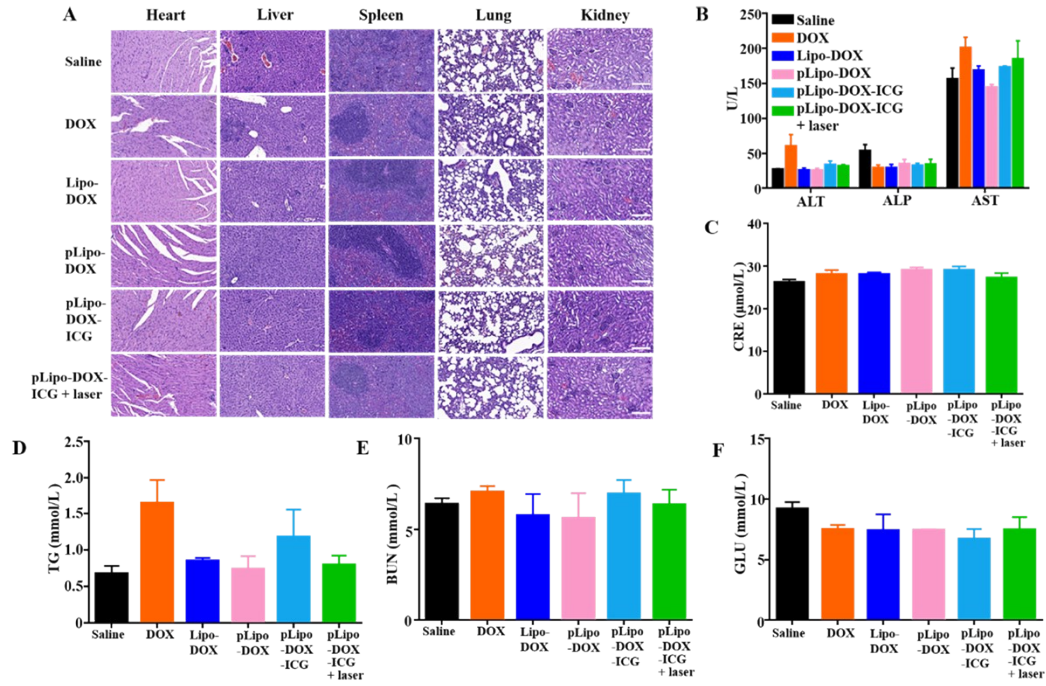 A
Heart Liver Spleen Lung Kidney
Saline
DOX
Lipo-
DOX
pLipo-
DOX
pLipo-
DOX-
ICG
pLipo-DOX-
ICG + laser
B
Saline
DOX
Lipo-DOX
pLipo-DOX
pLipo-DOX-ICG
pLipo-DOX-ICG
+ laser
U/L
250
200
150
100
50
0
ALT ALP AST
C
CRE (μmol/L)
40
30
20
10
0
Saline DOX Lipo- pLipo pLipo pLipo
DOX -DOX -DOX -DOX
-ICG -ICG
+ laser
D
TG (mmol/L)
2.5
2.0
1.5
1.0
0.5
0.0
Saline DOX Lipo- pLipo pLipo pLipo
DOX -DOX -DOX -DOX
-ICG -ICG
+ laser
E
BUN (mmol/L)
10
5
0
Saline DOX Lipo- pLipo pLipo pLipo
DOX -DOX -DOX -DOX
-ICG -ICG
+ laser
F
GLU (mmol/L)
15
10
5
0
Saline DOX Lipo- pLipo pLipo pLipo
DOX -DOX -DOX -DOX
-ICG -ICG
+ laser